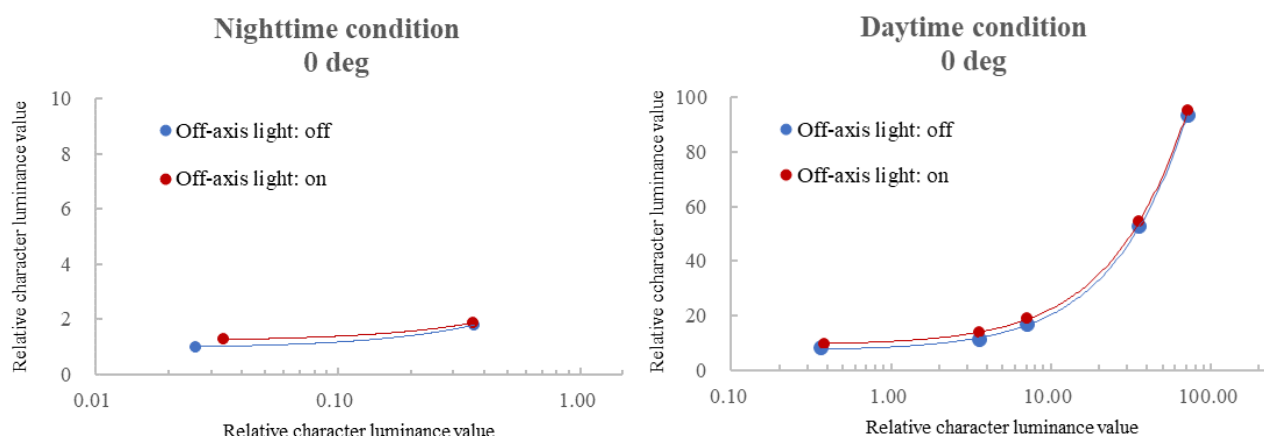 Nighttime condition
0 deg
Relative character luminance value
10
8
6
4
2
0
Off-axis light: off
Off-axis light: on
0.01
0.10
1.00
Relative character luminance value
Daytime condition
0 deg
Relative ccharacter luminance value
100
80
60
40
20
0
Off-axis light: off
Off-axis light: on
0.10
1.00
10.00
100.00
Relative character luminance value